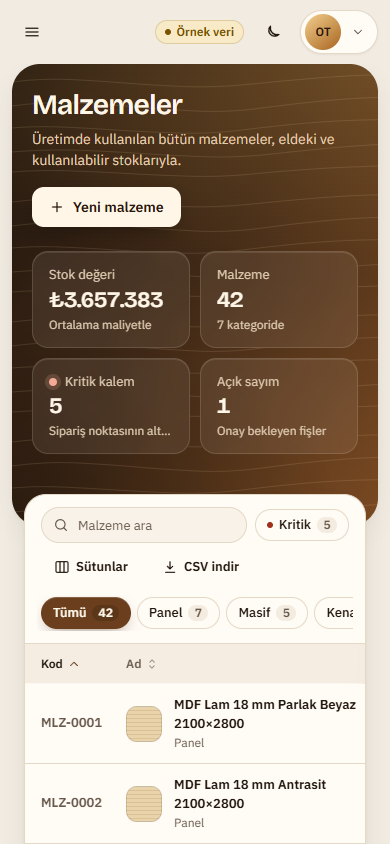 Örnek veri
OT
Malzemeler
Üretimde kullanılan bütün malzemeler, eldeki ve
kullanılabilir stoklarıyla.
Yeni malzeme
Stok değeri
₺3.657.383
Ortalama maliyetle
Malzeme
42
7 kategoride
Kritik kalem
5
Sipariş noktasının alt...
Açık sayım
1
Onay bekleyen fişler
Malzeme ara
Kritik 5
Sütunlar
CSV indir
Tümü 42
Panel 7
Masif 5
Kena
Kod
Ad
MLZ-0001
MDF Lam 18 mm Parlak Beyaz
2100×2800
Panel
MLZ-0002
MDF Lam 18 mm Antrasit
2100×2800
Panel